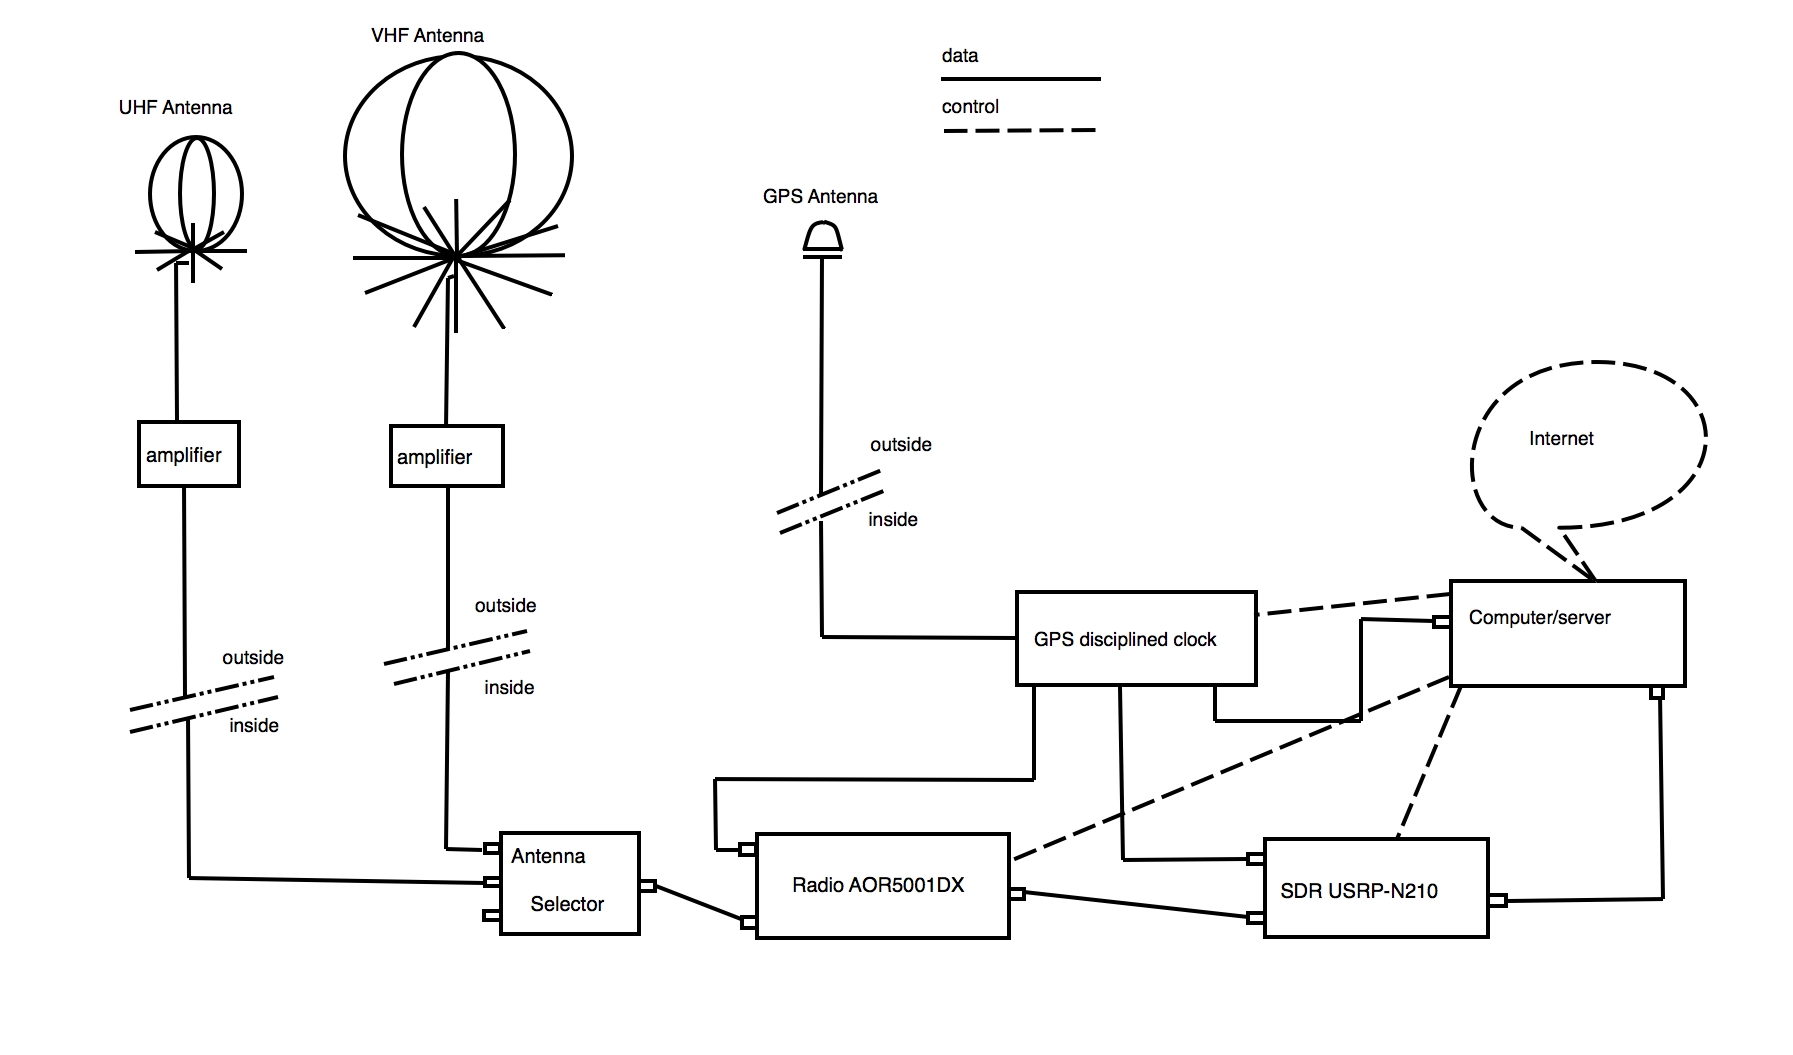 VHF Antenna
data
UHF Antenna
control
GPS Antenna
amplifier
amplifier
outside
inside
Internet
outside
inside
outside
inside
GPS disciplined clock
Computer/server
Antenna
Selector
Radio AOR5001DX
SDR USRP-N210